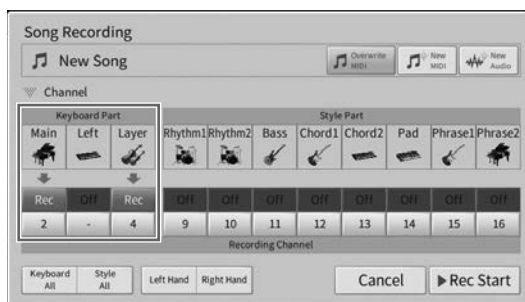 Song Recording
New Song
Overwrite MIDI
New MIDI
New Audio
Channel
Keyboard Part
Style Part
Main Left Layer Rhythm1 Rhythm2 Bass Chord1 Chord2 Pad Phrase1 Phrase2
Rec Off Rec Off Off Off Off Off Off Off Off
2 - 4 9 10 11 12 13 14 15 16
Recording Channel
Keyboard All
Style All
Left Hand
Right Hand
Cancel
Rec Start